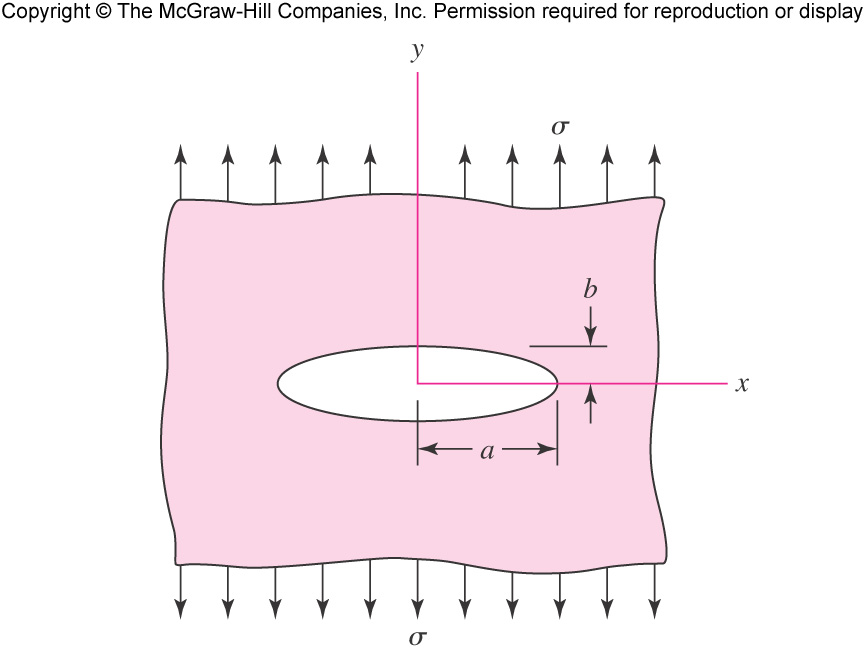 Copyright © The McGraw-Hill Companies, Inc. Permission required for reproduction or display
y
σ
b
x
a
σ